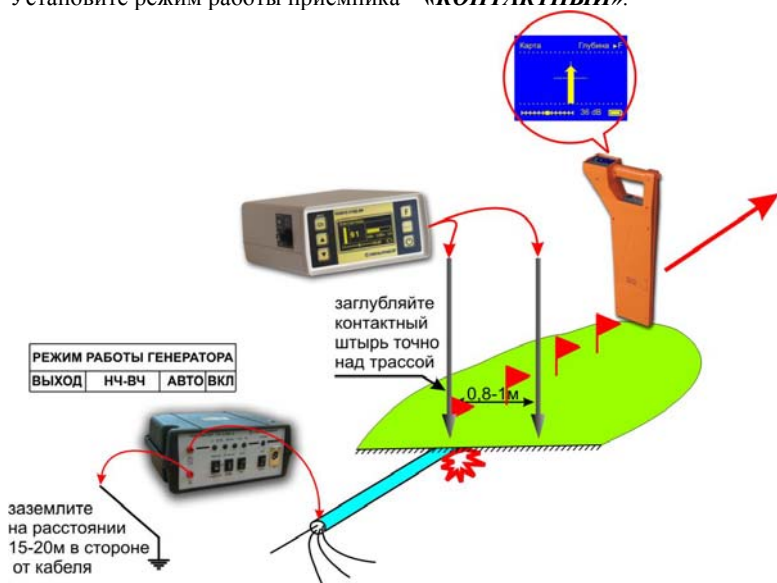 Установите режим работы приемника – «КОНТАКТНЫЙ».
Карта Глубина ▸F
36 dB
заглубляйте
контактный
штырь точно
над трассой
0,8-1м
РЕЖИМ РАБОТЫ ГЕНЕРАТОРА
ВЫХОД НЧ-ВЧ АВТО ВКЛ
заземлите
на расстоянии
15-20м в стороне
от кабеля